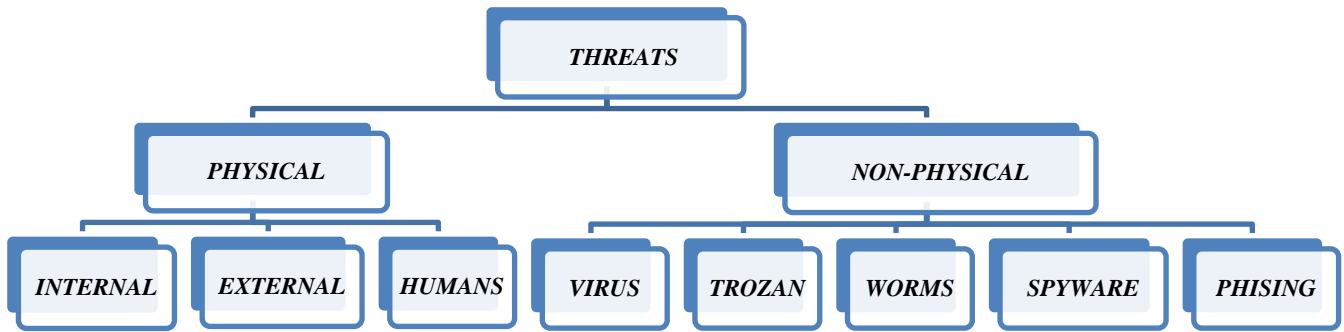 THREATS
PHYSICAL
NON-PHYSICAL
INTERNAL
EXTERNAL
HUMANS
VIRUS
TROZAN
WORMS
SPYWARE
PHISING